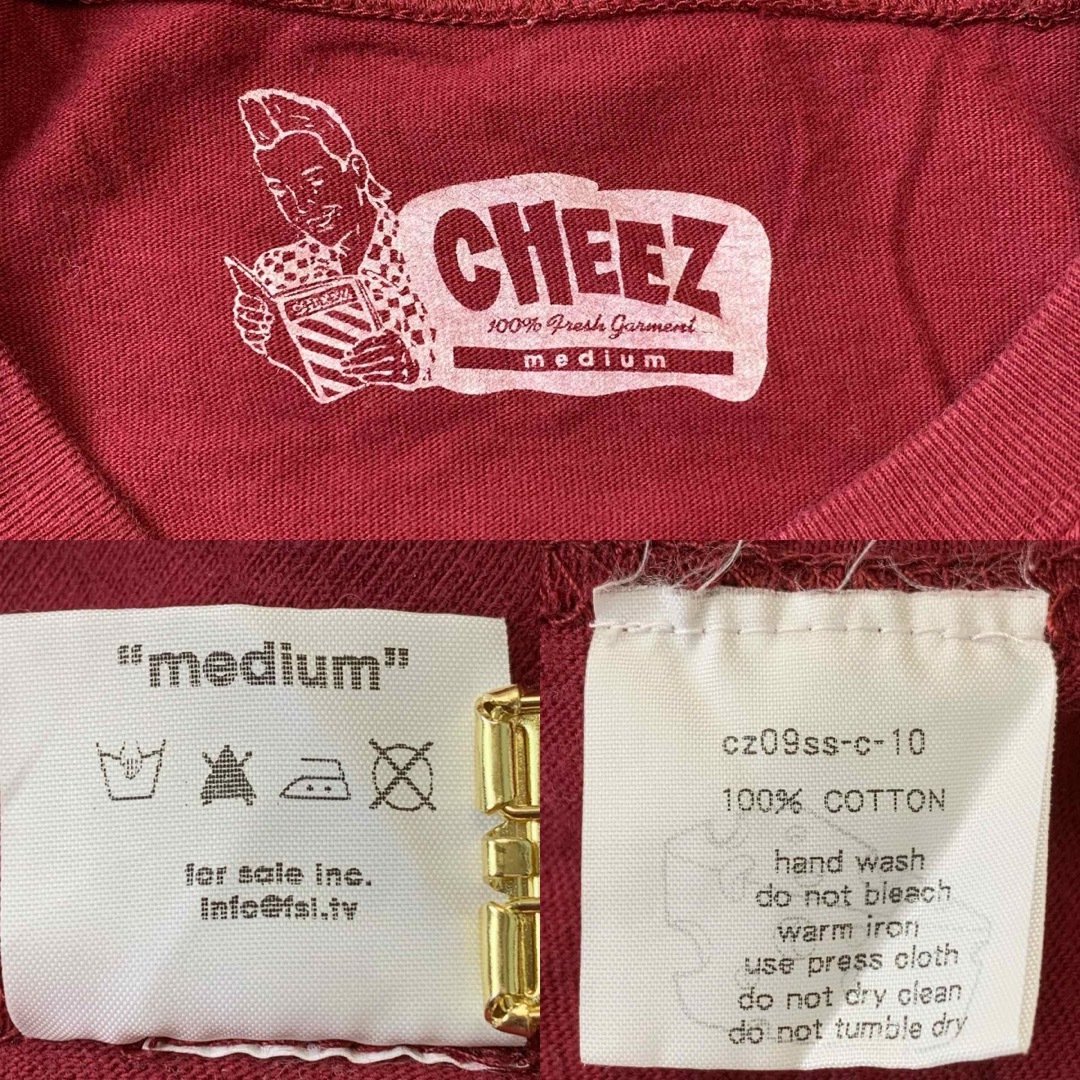 CHEEZ
100% Fresh Garment
medium
"medium"
for sale inc.
info@fsi.tv
cz09ss-c-10
100% COTTON
hand wash
do not bleach
warm iron
use press cloth
do not dry clean
do not tumble dry